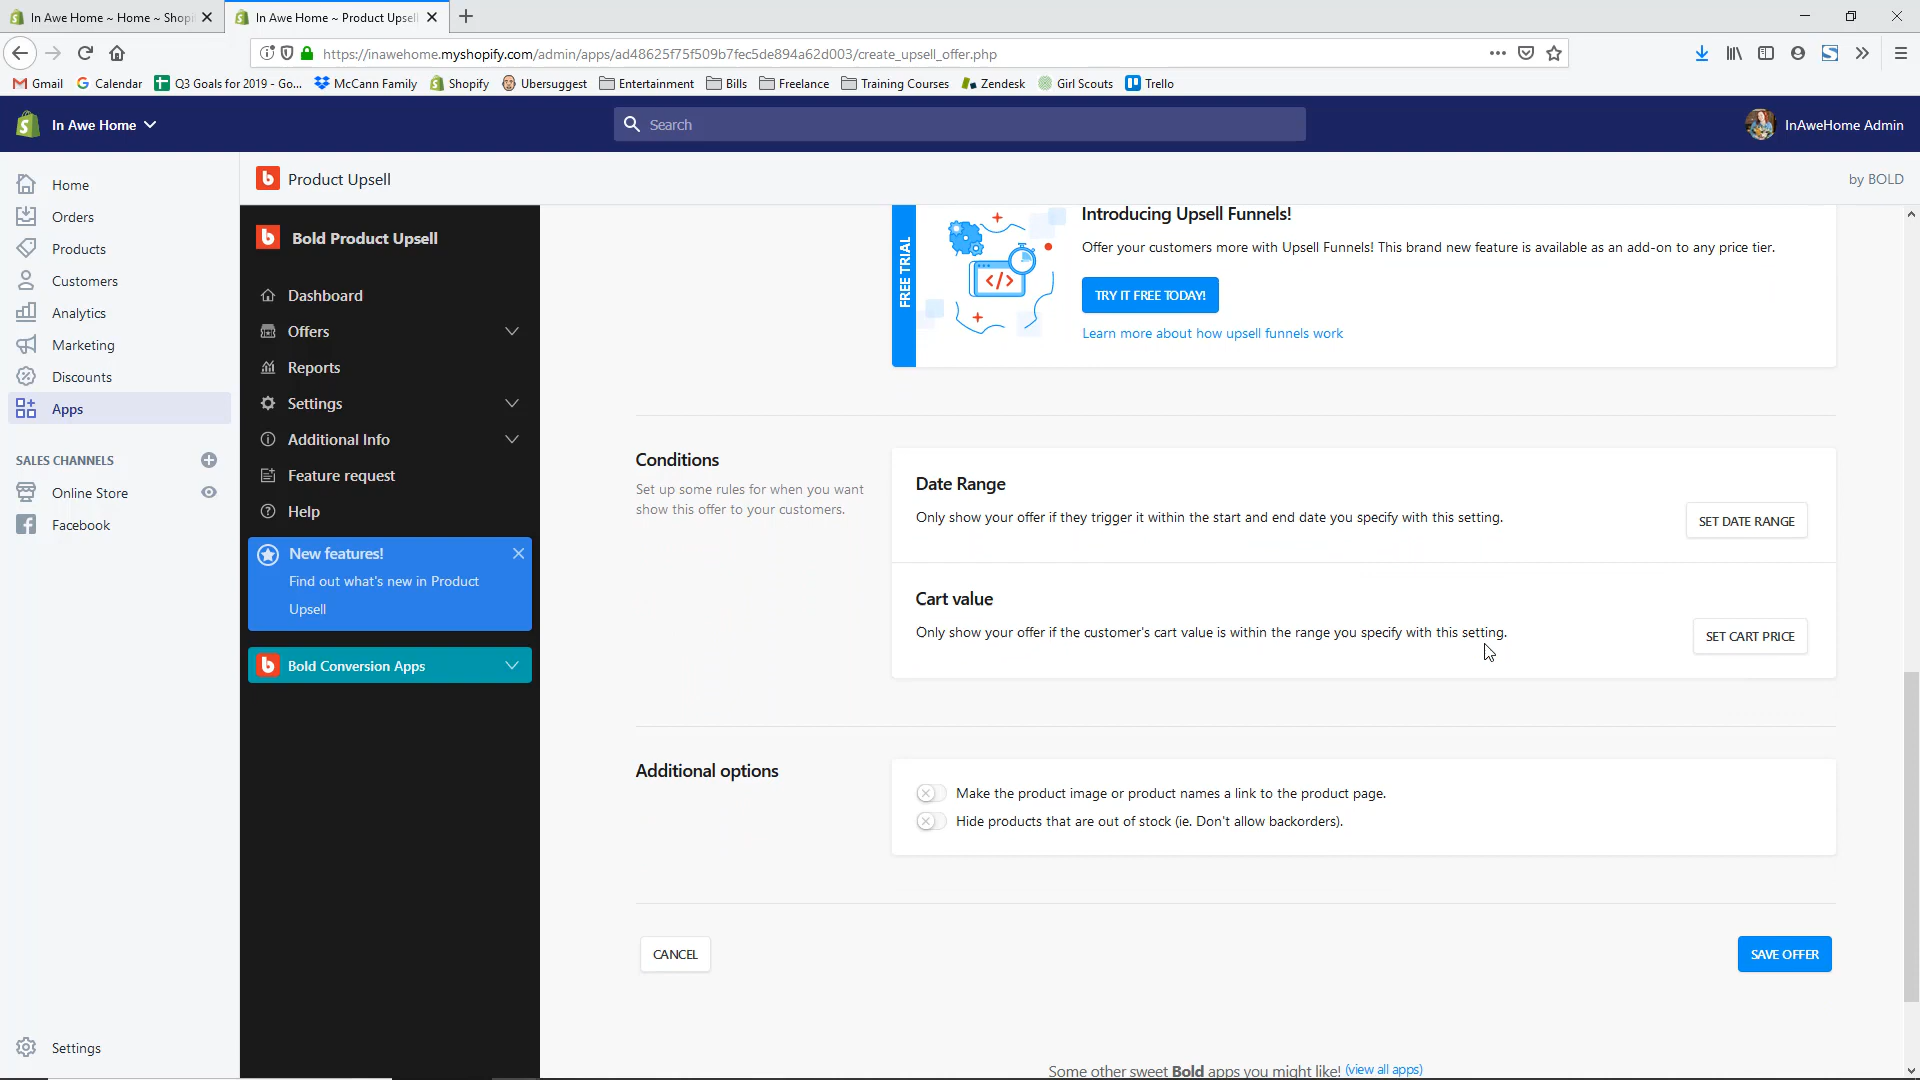 In Awe Home ~ Home ~ Shopi
In Awe Home ~ Product Upsell
https://inawehome.myshopify.com/admin/apps/ad48625f75f509b7fec5de894a62d003/create_upsell_offer.php
Gmail Calendar Q3 Goals for 2019 - Go... McCann Family Shopify Ubersuggest Entertainment Bills Freelance Training Courses Zendesk Girl Scouts Trello
In Awe Home
Search
InAweHome Admin
Home
Orders
Products
Customers
Analytics
Marketing
Discounts
Apps
SALES CHANNELS
Online Store
Facebook
Settings
Product Upsell
by BOLD
Bold Product Upsell
Dashboard
Offers
Reports
Settings
Additional Info
Feature request
Help
New features!
Find out what's new in Product
Upsell
Bold Conversion Apps
FREE TRIAL
Introducing Upsell Funnels!
Offer your customers more with Upsell Funnels! This brand new feature is available as an add-on to any price tier.
TRY IT FREE TODAY!
Learn more about how upsell funnels work
Conditions
Set up some rules for when you want
show this offer to your customers.
Date Range
Only show your offer if they trigger it within the start and end date you specify with this setting.
SET DATE RANGE
Cart value
Only show your offer if the customer's cart value is within the range you specify with this setting.
SET CART PRICE
Additional options
Make the product image or product names a link to the product page.
Hide products that are out of stock (ie. Don't allow backorders).
CANCEL
SAVE OFFER
Some other sweet Bold apps you might like! (view all apps)